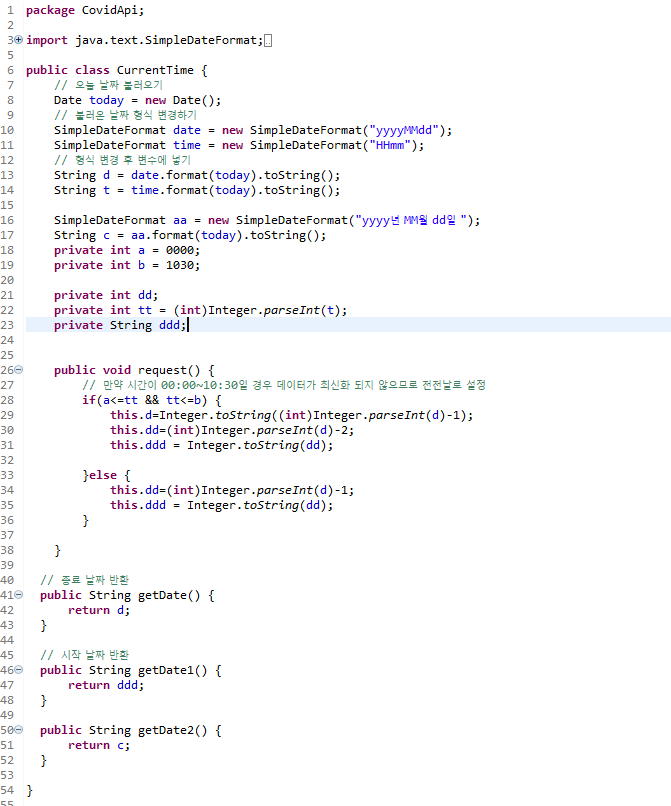 1 package CovidApi;
2
3 import java.text.SimpleDateFormat;
5
6 public class CurrentTime {
7 // 오늘 날짜 불러오기
8 Date today = new Date();
9 // 불러온 날짜 형식 변경하기
10 SimpleDateFormat date = new SimpleDateFormat("yyyyMMdd");
11 SimpleDateFormat time = new SimpleDateFormat("HHmm");
12 // 형식 변경 후 변수에 넣기
13 String d = date.format(today).toString();
14 String t = time.format(today).toString();
15
16 SimpleDateFormat aa = new SimpleDateFormat("yyyy년 MM월 dd일 ");
17 String c = aa.format(today).toString();
18 private int a = 0000;
19 private int b = 1030;
20
21 private int dd;
22 private int tt = (int)Integer.parseInt(t);
23 private String ddd;
24
25
26 public void request() {
27 // 만약 시간이 00:00~10:30일 경우 데이터가 최신화 되지 않으므로 전전날로 설정
28 if(a<=tt && tt<=b) {
29 this.d=Integer.toString((int)Integer.parseInt(d)-1);
30 this.dd=(int)Integer.parseInt(d)-2;
31 this.ddd = Integer.toString(dd);
32
33 }else {
34 this.dd=(int)Integer.parseInt(d)-1;
35 this.ddd = Integer.toString(dd);
36 }
37
38 }
39
40 // 종료 날짜 반환
41 public String getDate() {
42 return d;
43 }
44
45 // 시작 날짜 반환
46 public String getDate1() {
47 return ddd;
48 }
49
50 public String getDate2() {
51 return c;
52 }
53
54 }
55